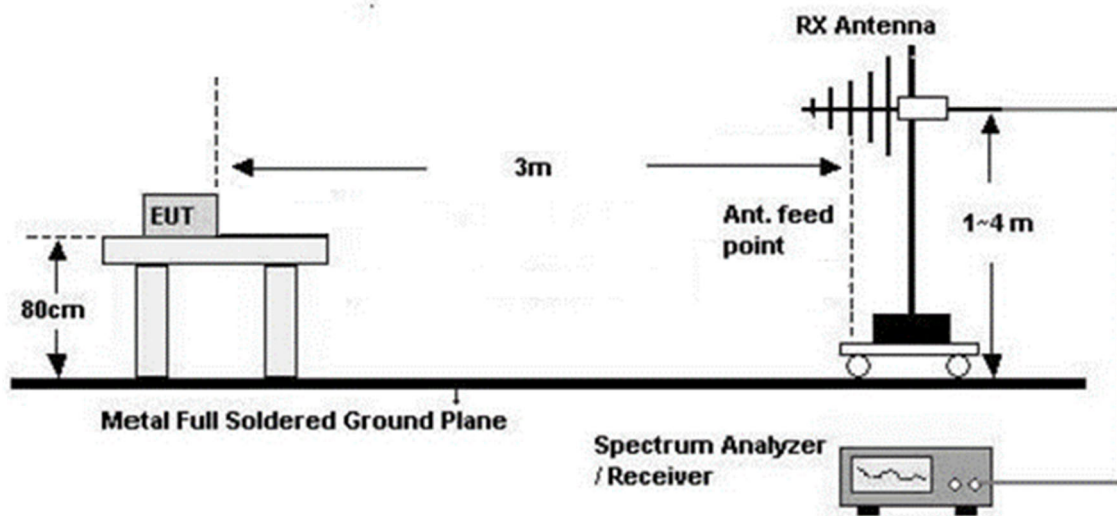 RX Antenna
3m
EUT
Ant. feed
point
1~4 m
80cm
Metal Full Soldered Ground Plane
Spectrum Analyzer
/ Receiver